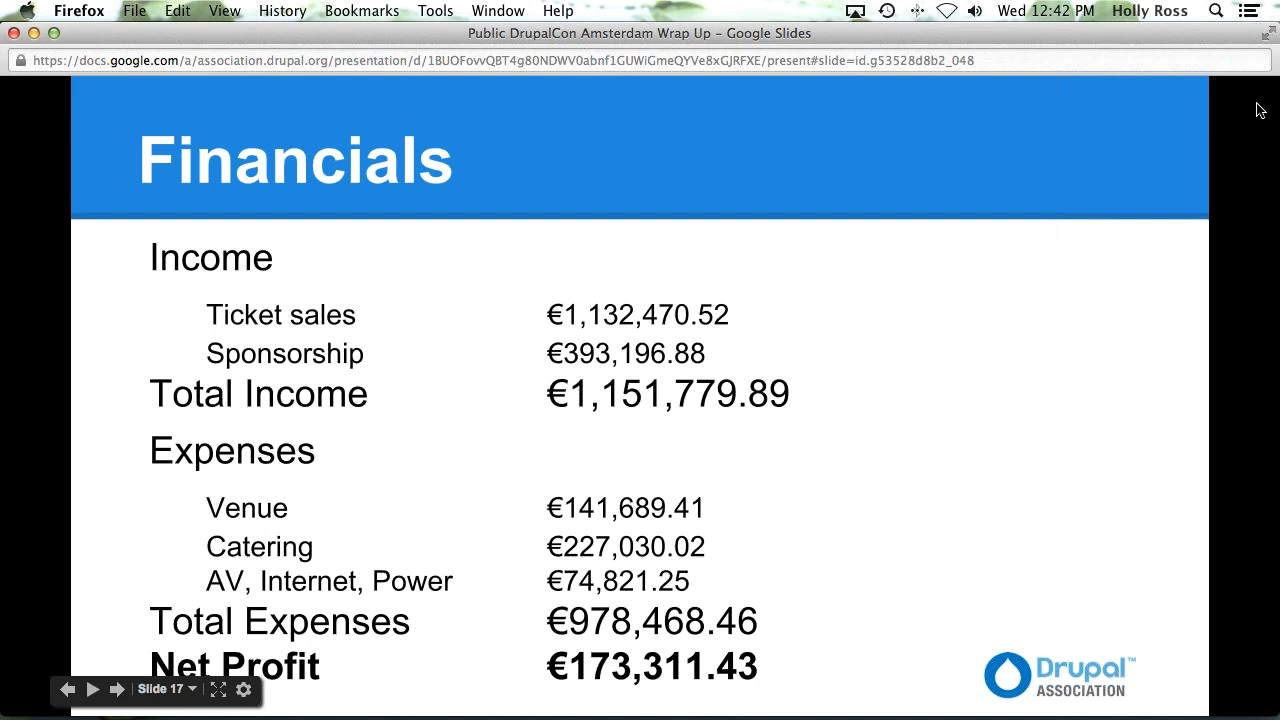 Firefox File Edit View History Bookmarks Tools Window Help Wed 12:42 PM Holly Ross
Public DrupalCon Amsterdam Wrap Up – Google Slides
https://docs.google.com/a/association.drupal.org/presentation/d/1BUOFovvQBT4g80NDWV0abnf1GUWiGmeQYVe8xGJRFXE/present#slide=id.g53528d8b2_048
Financials
Income
Ticket sales €1,132,470.52
Sponsorship €393,196.88
Total Income €1,151,779.89
Expenses
Venue €141,689.41
Catering €227,030.02
AV, Internet, Power €74,821.25
Total Expenses €978,468.46
Net Profit €173,311.43
Slide 17
Drupal™
ASSOCIATION